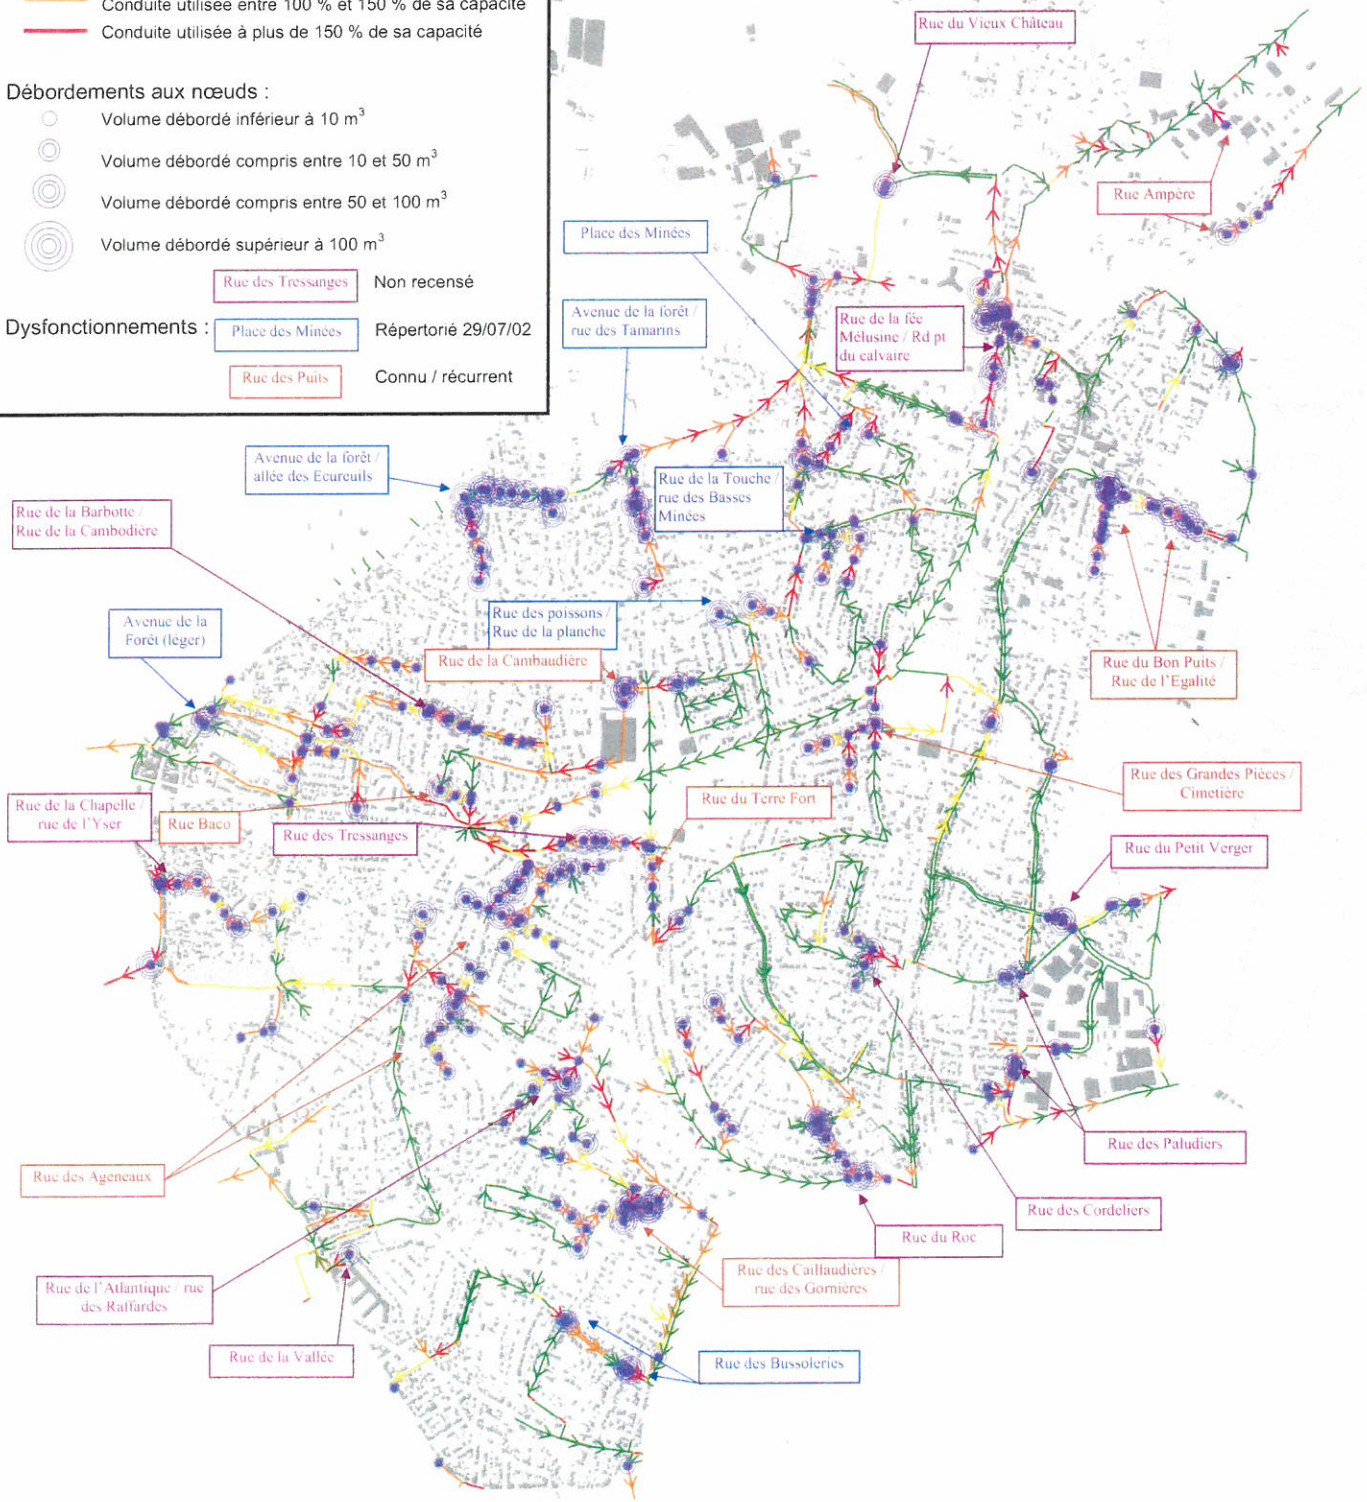 Conduite utilisée entre 100 % et 150 % de sa capacité
Conduite utilisée à plus de 150 % de sa capacité
Débordements aux nœuds :
Volume débordé inférieur à 10 m³
Volume débordé compris entre 10 et 50 m³
Volume débordé compris entre 50 et 100 m³
Volume débordé supérieur à 100 m³
Rue des Tressanges Non recensé
Dysfonctionnements : Place des Minées Répertorié 29/07/02
Rue des Puits Connu / récurrent
Rue du Vieux Château
Rue Ampère
Place des Minées
Avenue de la forêt /
rue des Tamarins
Rue de la fée
Mélusine / Rd pt
du calvaire
Avenue de la forêt /
allée des Ecureuils
Rue de la Touche /
rue des Basses
Minées
Rue de la Barbotte /
Rue de la Cambodière
Rue des poissons /
Rue de la planche
Avenue de la
Forêt (leger)
Rue de la Cambaudière
Rue du Bon Puits /
Rue de l'Egalité
Rue des Grandes Pièces /
Cimetière
Rue de la Chapelle /
rue de l'Yser
Rue Baco
Rue des Tressanges
Rue du Terre Fort
Rue du Petit Verger
Rue des Ageneaux
Rue des Paludiers
Rue des Cordeliers
Rue du Roc
Rue des Caillaudières /
rue des Gornières
Rue de l'Atlantique / rue
des Raffardes
Rue de la Vallée
Rue des Bussoleries